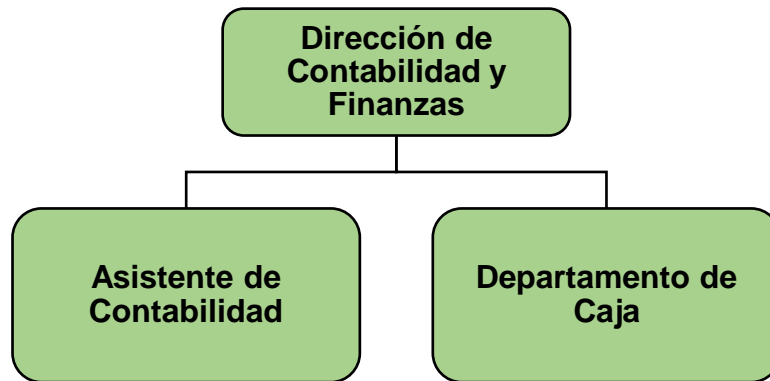 Dirección de
Contabilidad y
Finanzas
Asistente de
Contabilidad
Departamento de
Caja